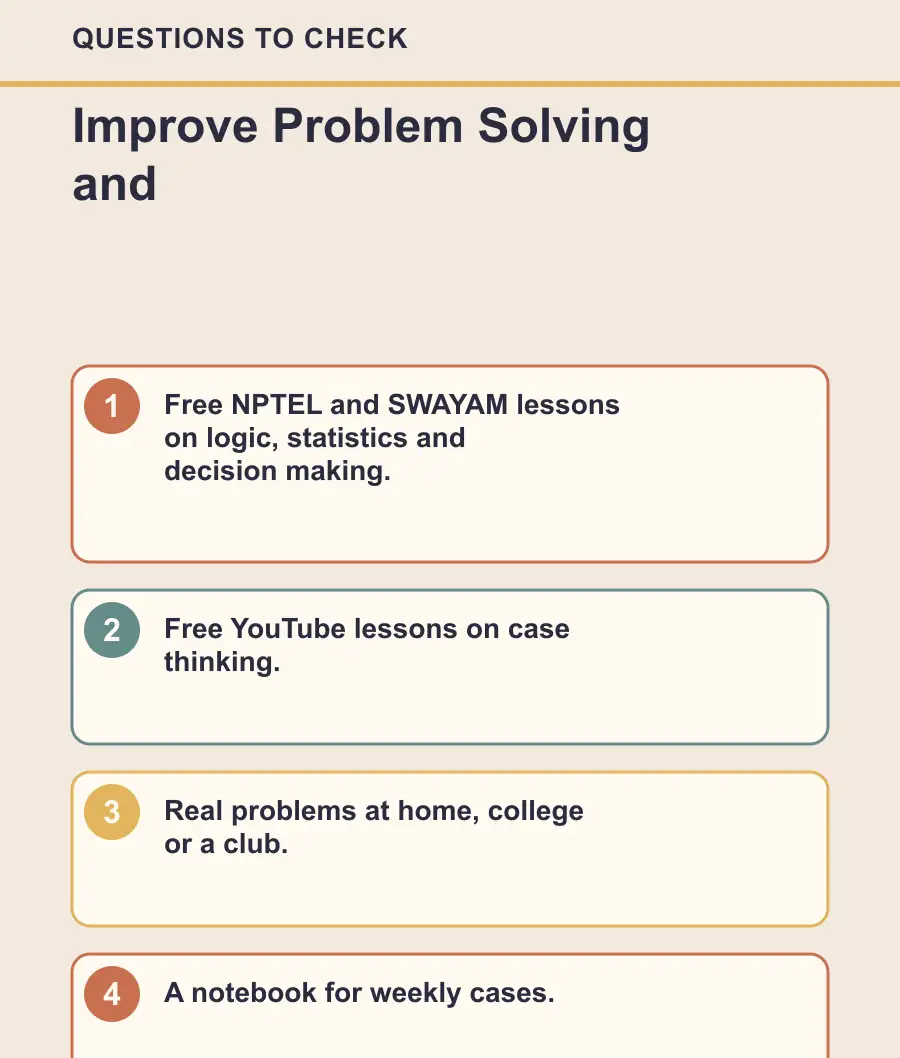 QUESTIONS TO CHECK
Improve Problem Solving
and
1
Free NPTEL and SWAYAM lessons
on logic, statistics and
decision making.
2
Free YouTube lessons on case
thinking.
3
Real problems at home, college
or a club.
4
A notebook for weekly cases.